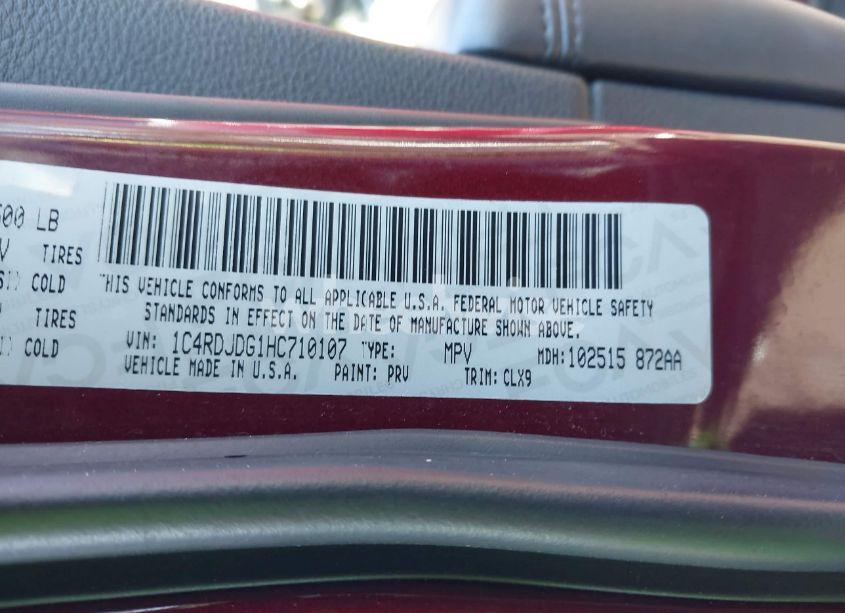 500 LB
TIRES
COLD
TIRES
COLD
THIS VEHICLE CONFORMS TO ALL APPLICABLE U.S.A. FEDERAL MOTOR VEHICLE SAFETY
STANDARDS IN EFFECT ON THE DATE OF MANUFACTURE SHOWN ABOVE.
VIN: 1C4RDJDG1HC710107 TYPE: MPV MDH:102515 872AA
VEHICLE MADE IN U.S.A. PAINT: PRV TRIM: CLX9